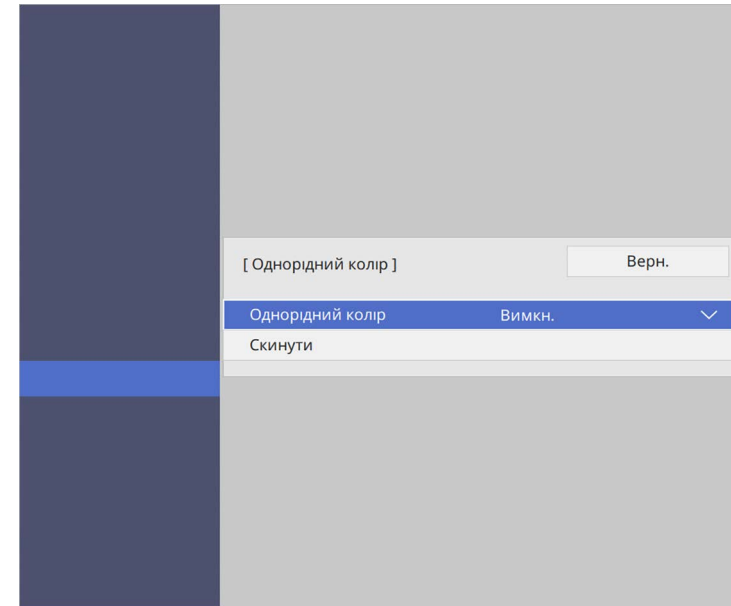 [ Однорідний колір ] Верн.
Однорідний колір Вимкн.
Скинути